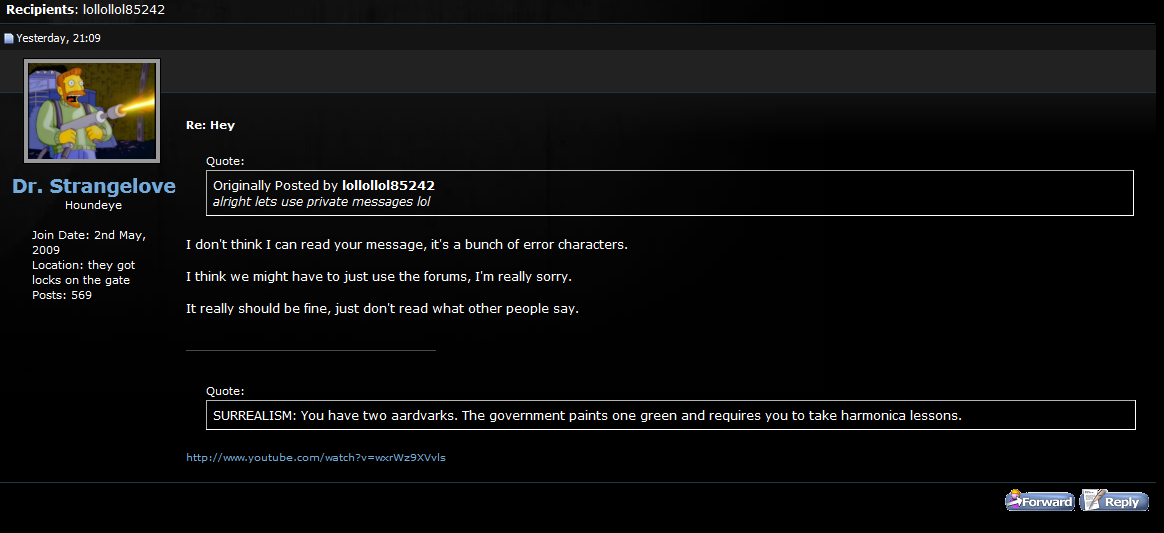 Recipients: lollollol85242
Yesterday, 21:09
Dr. Strangelove
Houndeye
Join Date: 2nd May,
2009
Location: they got
locks on the gate
Posts: 569
Re: Hey
Quote:
Originally Posted by lollollol85242
alright lets use private messages lol
I don't think I can read your message, it's a bunch of error characters.
I think we might have to just use the forums, I'm really sorry.
It really should be fine, just don't read what other people say.
Quote:
SURREALISM: You have two aardvarks. The government paints one green and requires you to take harmonica lessons.
http://www.youtube.com/watch?v=wxrWz9XVvls
Forward
Reply